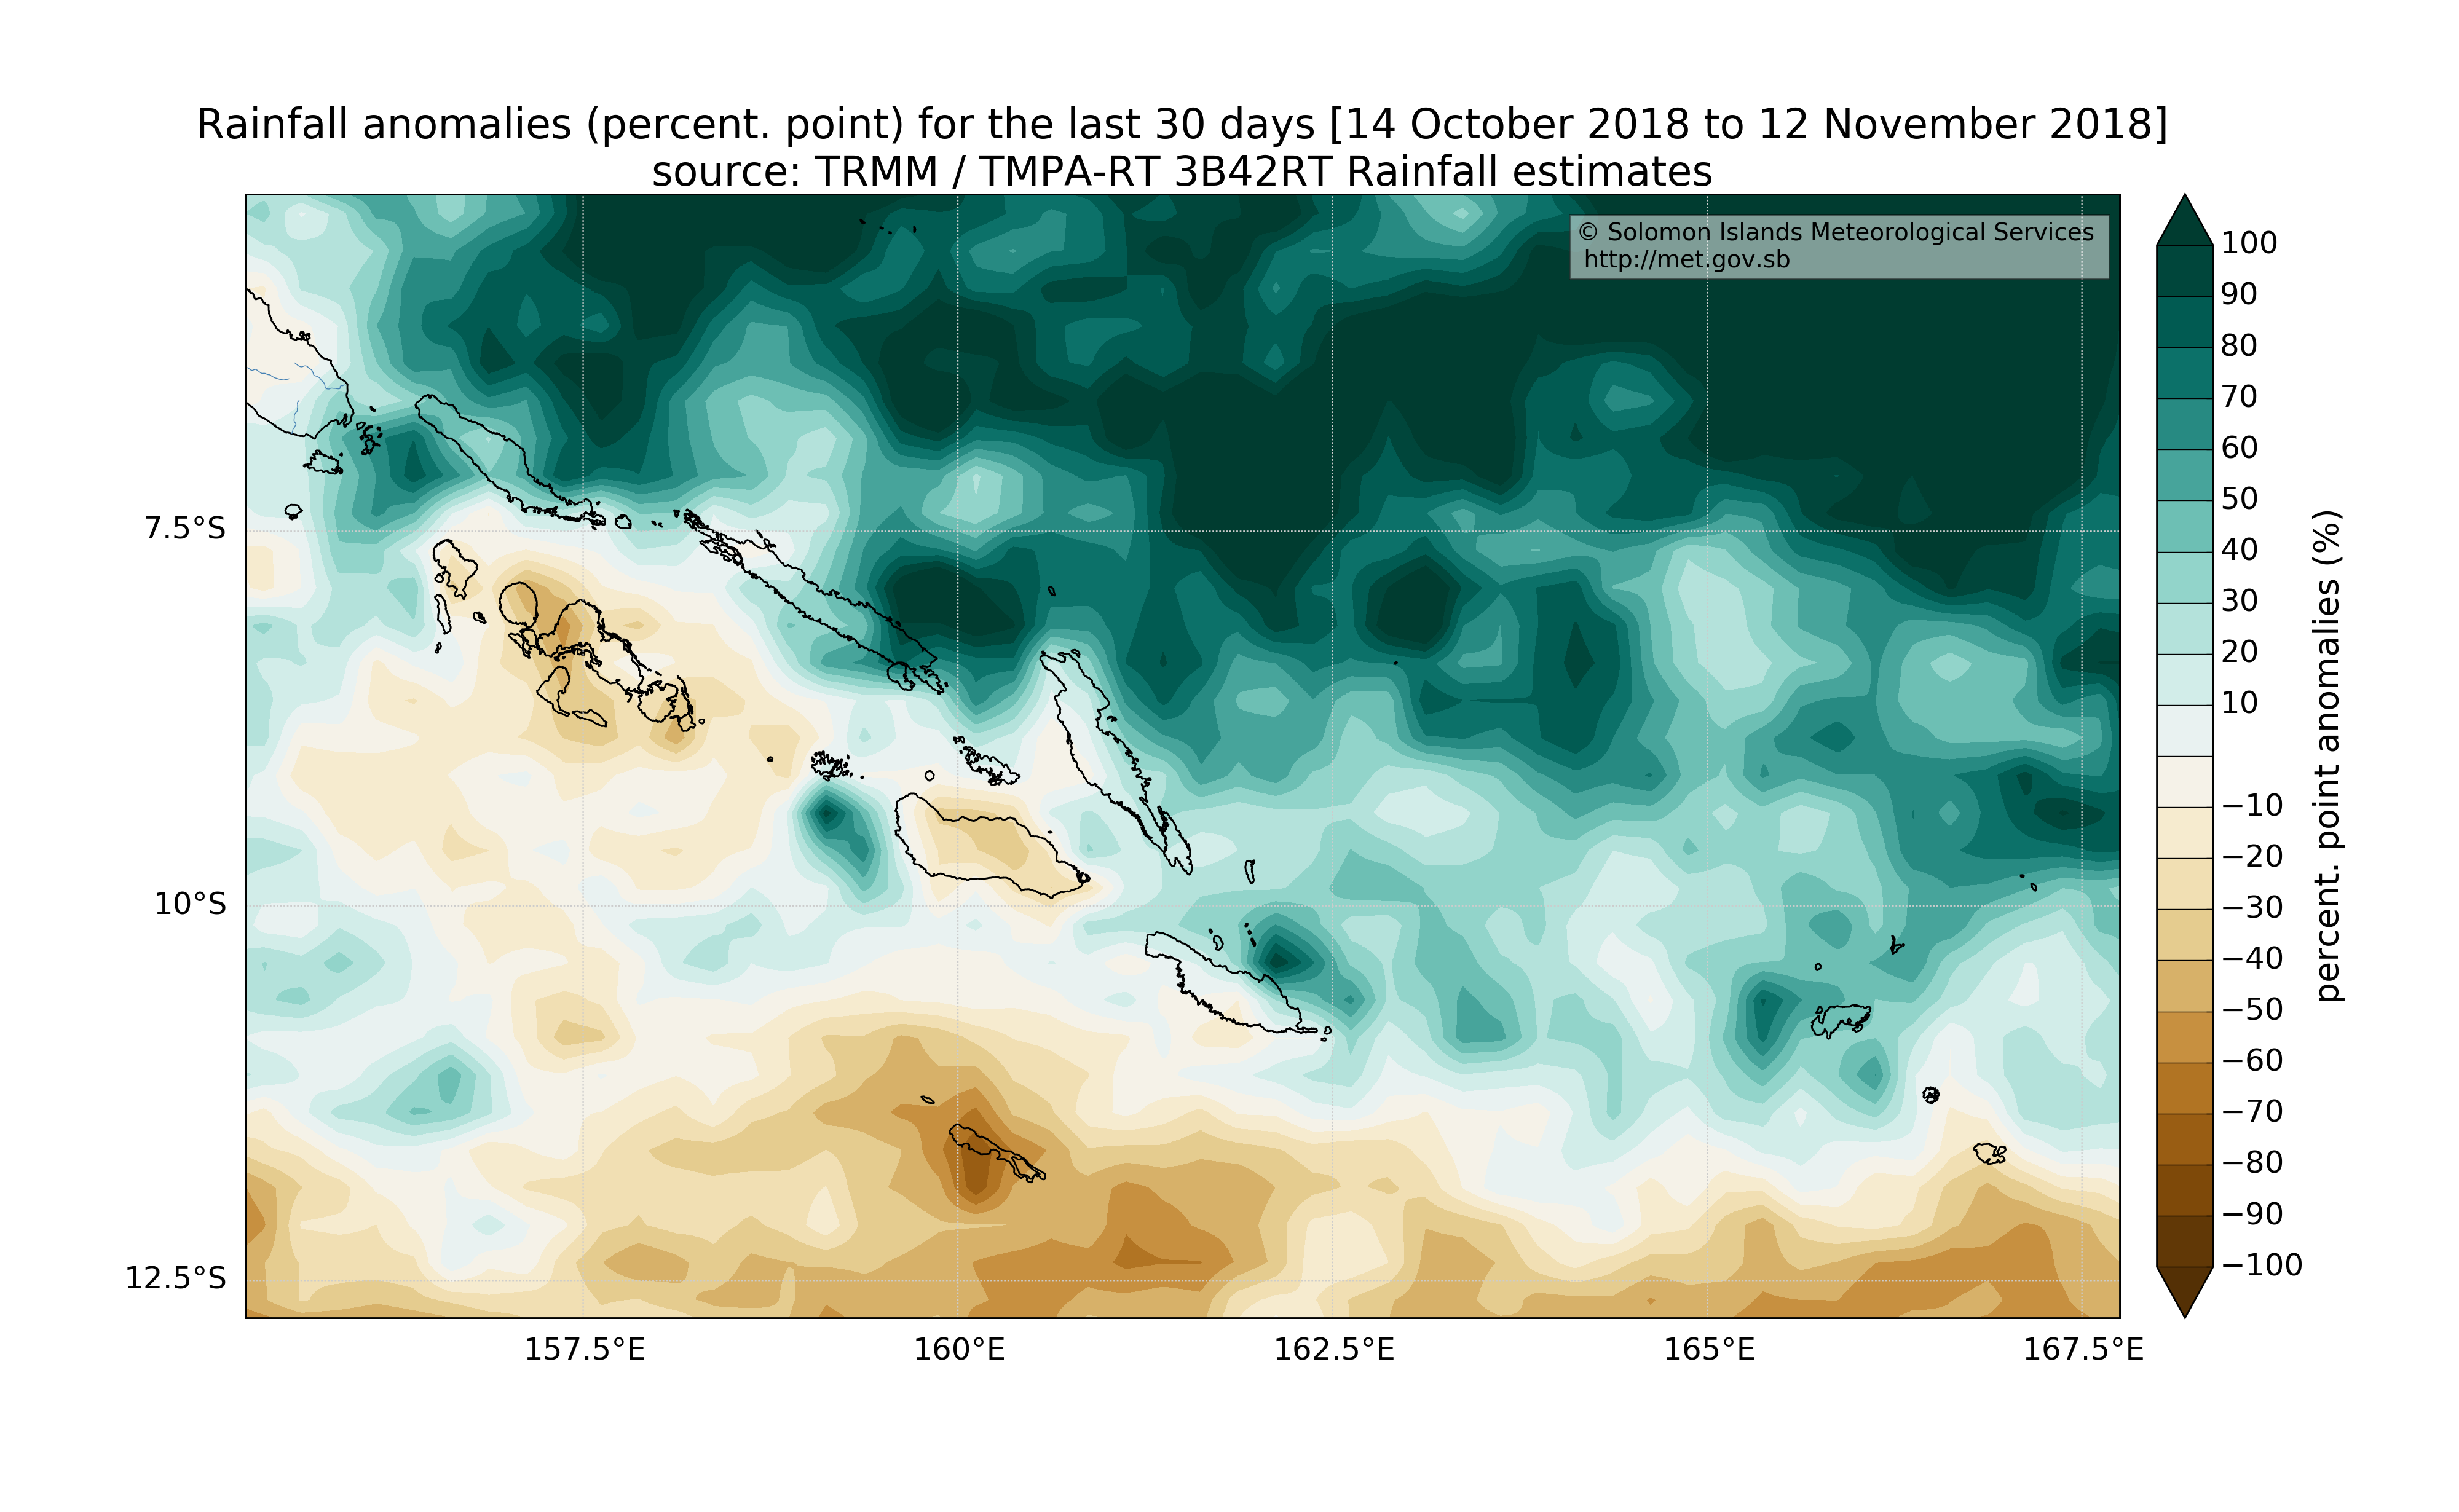 Rainfall anomalies (percent. point) for the last 30 days [14 October 2018 to 12 November 2018]
source: TRMM / TMPA-RT 3B42RT Rainfall estimates
© Solomon Islands Meteorological Services
http://met.gov.sb
7.5°S
10°S
12.5°S
157.5°E
160°E
162.5°E
165°E
167.5°E
100
90
80
70
60
50
40
30
20
10
−10
−20
−30
−40
−50
−60
−70
−80
−90
−100
percent. point anomalies (%)